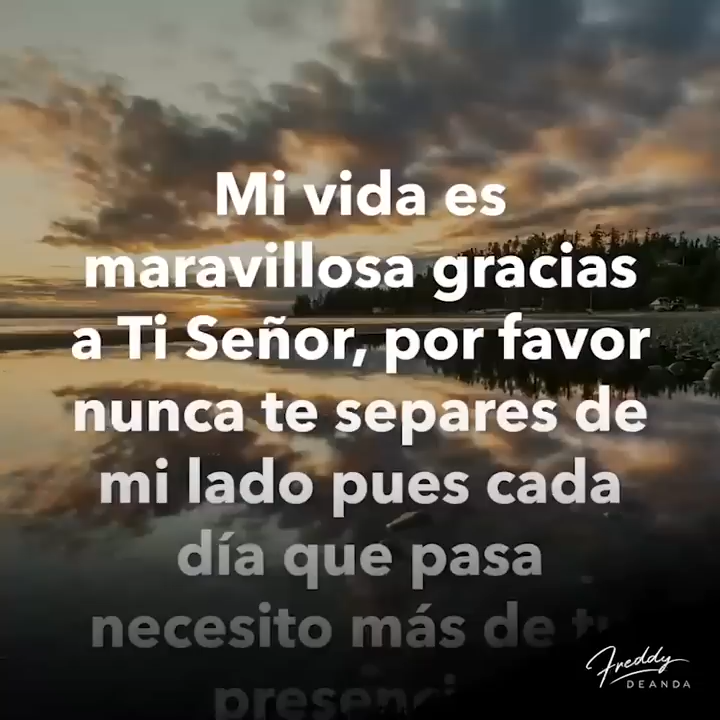 Mi vida es
maravillosa gracias
a Ti Señor, por favor
nunca te separes de
mi lado pues cada
día que pasa
necesito más de
Freddy
DEANDA